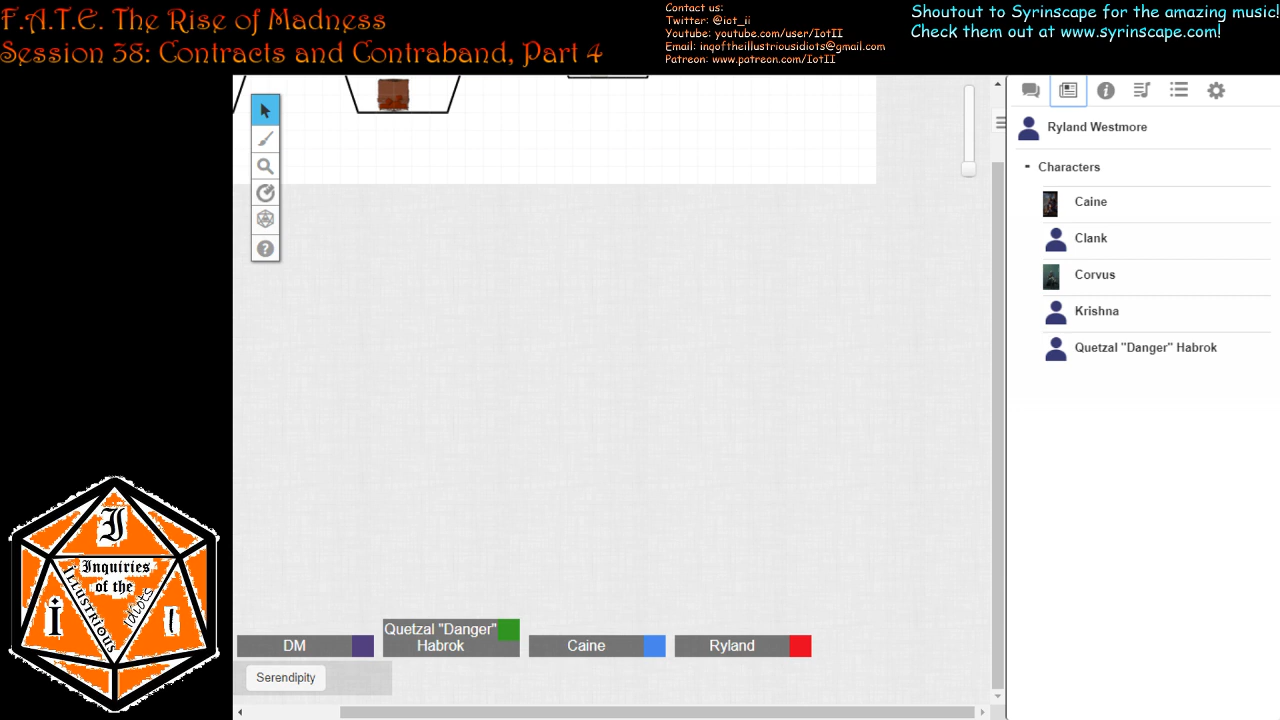 F.A.T.E. The Rise of Madness
Session 38: Contracts and Contraband, Part 4
Contact us:
Twitter: @iot_ii
Youtube: youtube.com/user/IotII
Email: inqoftheillustriousidiots@gmail.com
Patreon: www.patreon.com/IotII
Shoutout to Syrinscape for the amazing music!
Check them out at www.syrinscape.com!
Ryland Westmore
Characters
Caine
Clank
Corvus
Krishna
Quetzal "Danger" Habrok
I
Inquiries
of the
Illustrious
idiots
i
I
DM
Quetzal "Danger"
Habrok
Caine
Ryland
Serendipity